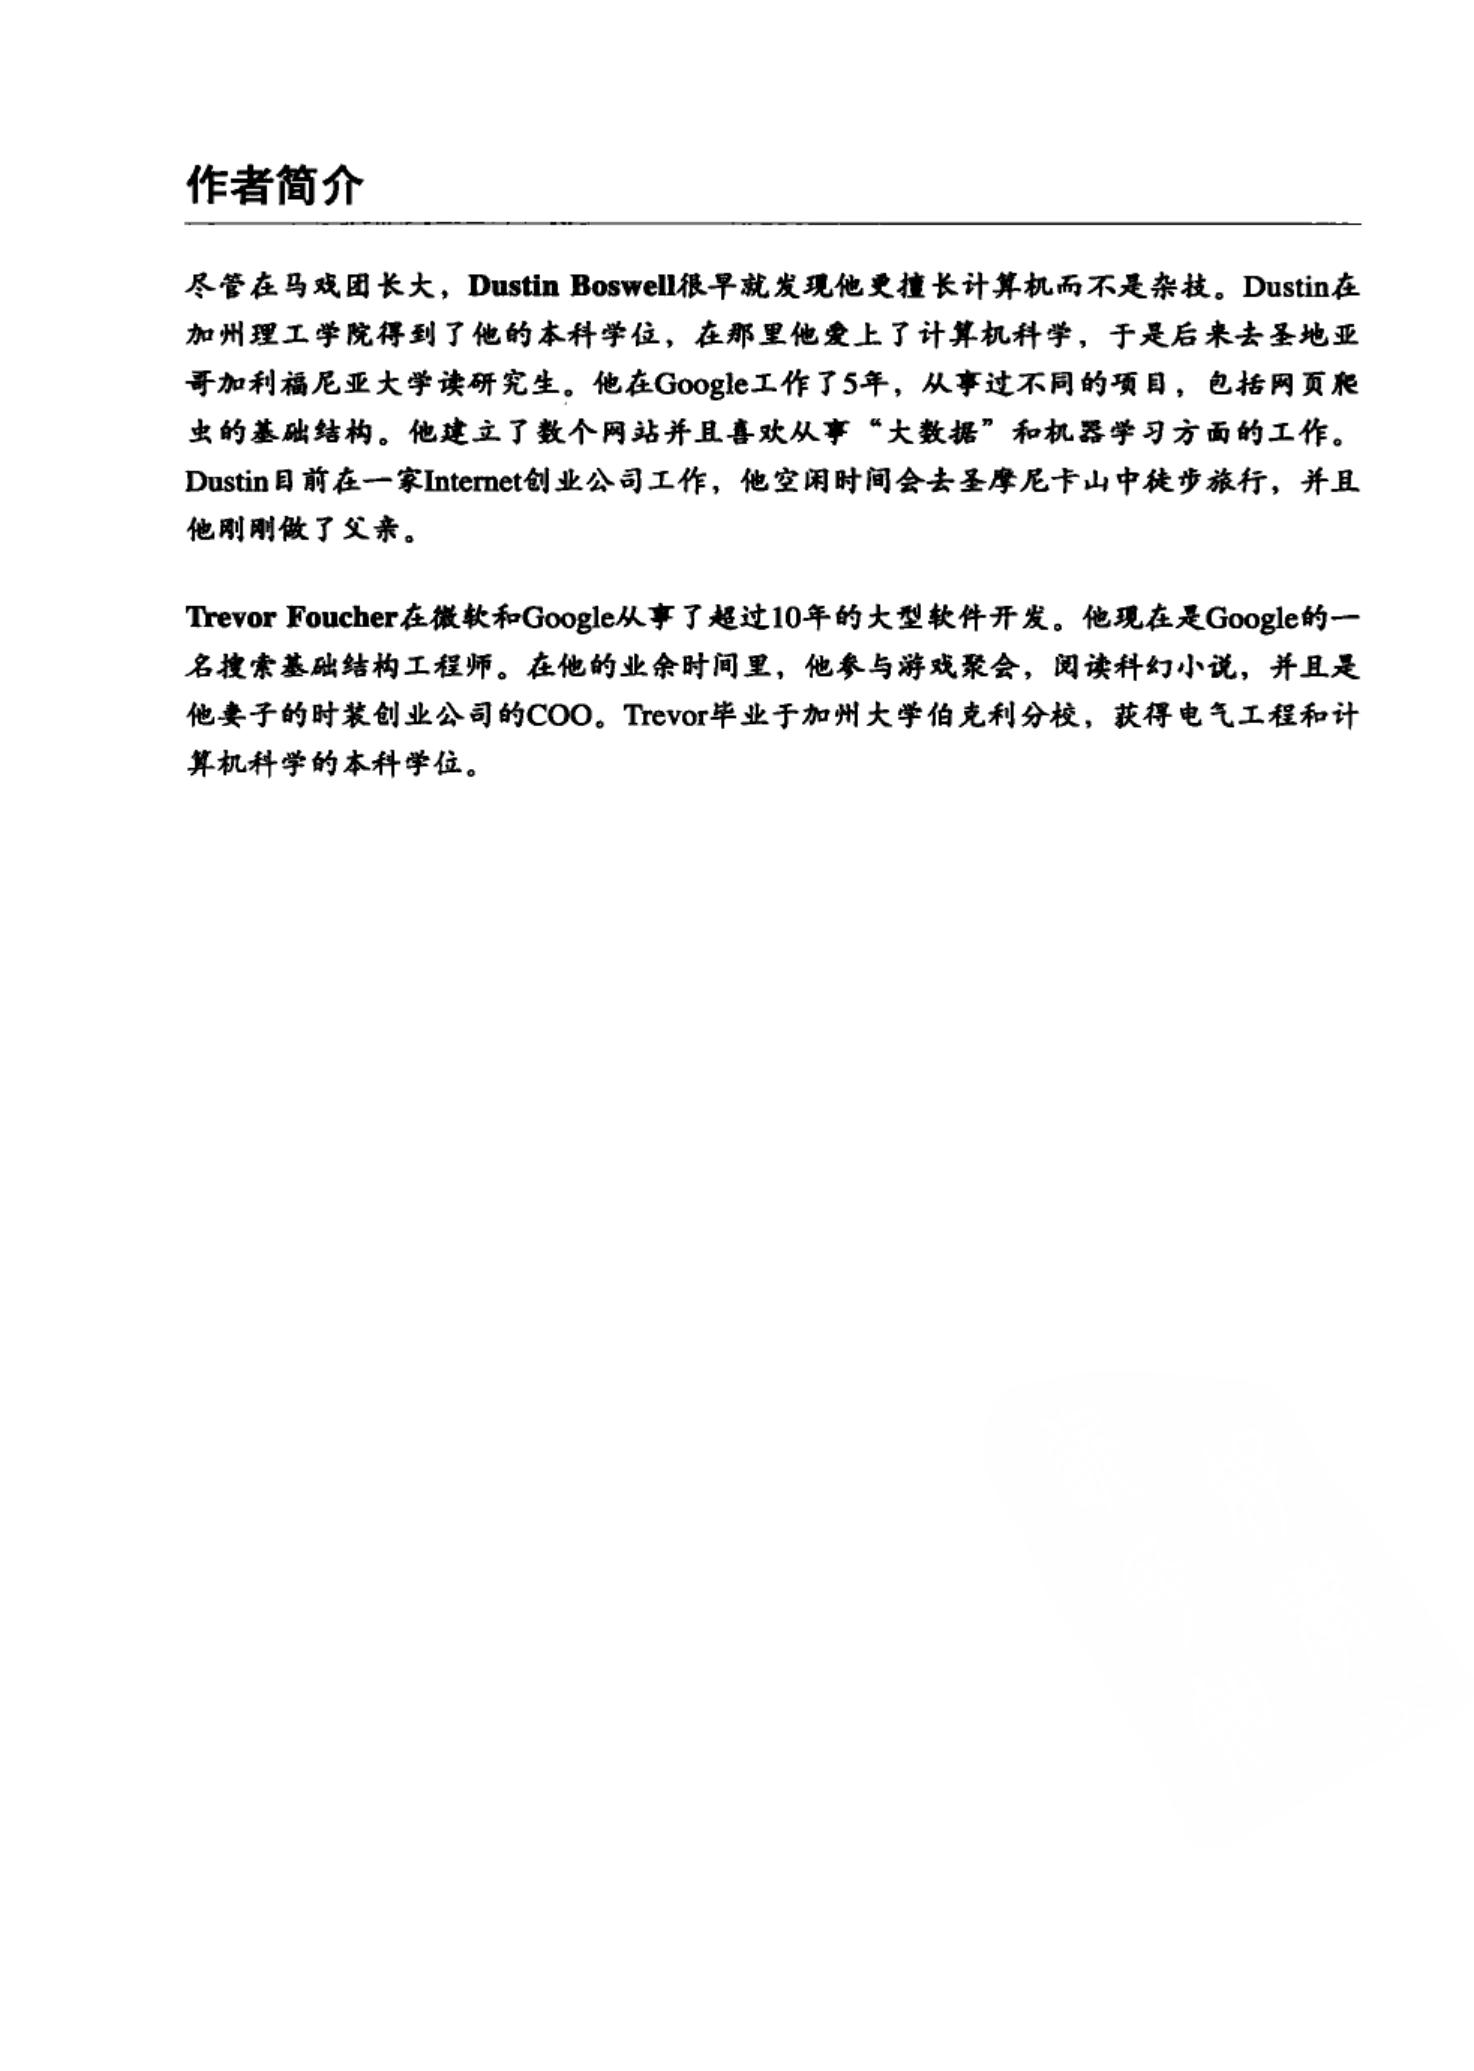 作者简介
尽管在马戏团长大，Dustin Boswell很早就发现他更擅长计算机而不是杂技。Dustin在
加州理工学院得到了他的本科学位，在那里他爱上了计算机科学，于是后来去圣地亚
哥加利福尼亚大学读研究生。他在Google工作了5年，从事过不同的项目，包括网页爬
虫的基础结构。他建立了数个网站并且喜欢从事“大数据”和机器学习方面的工作。
Dustin目前在一家Internet创业公司工作，他空闲时间会去圣摩尼卡山中徒步旅行，并且
他刚刚做了父亲。
Trevor Foucher在微软和Google从事了超过10年的大型软件开发。他现在是Google的一
名搜索基础结构工程师。在他的业余时间里，他参与游戏聚会，阅读科幻小说，并且是
他妻子的时装创业公司的COO。Trevor毕业于加州大学伯克利分校，获得电气工程和计
算机科学的本科学位。